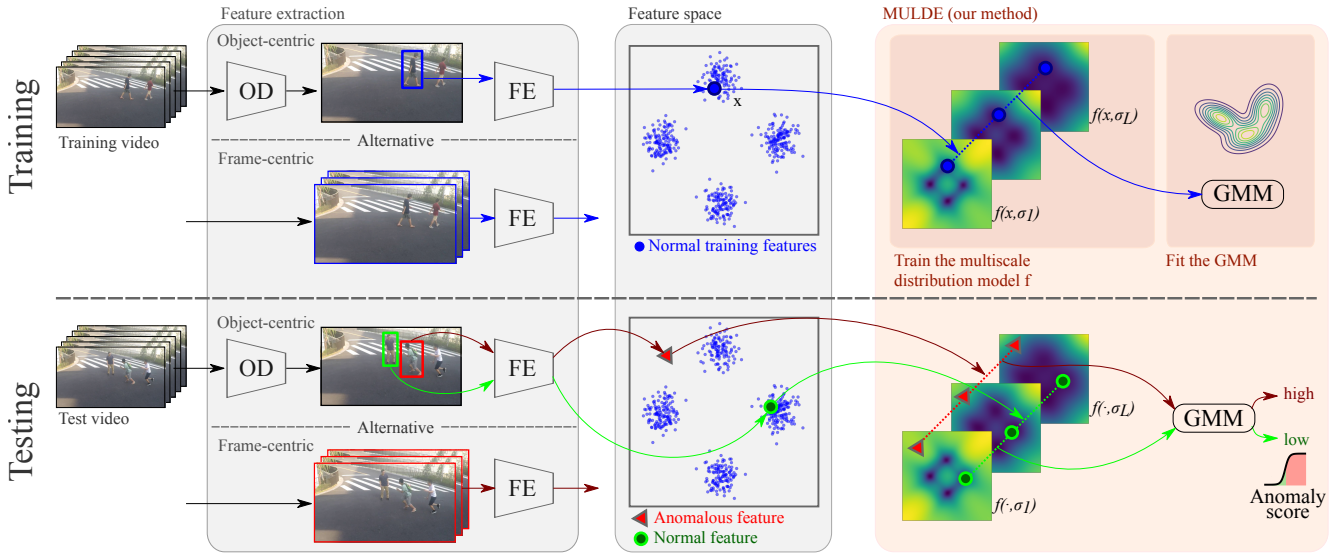 Feature extraction
Feature space
MULDE (our method)
Training
Training video
Object-centric
OD
FE
Alternative
Frame-centric
FE
x
Normal training features
f(x,σL)
f(x,σ1)
GMM
Train the multiscale
distribution model f
Fit the GMM
Testing
Test video
Object-centric
OD
FE
Alternative
Frame-centric
FE
Anomalous feature
Normal feature
f(·,σL)
f(·,σ1)
GMM
high
low
Anomaly
score